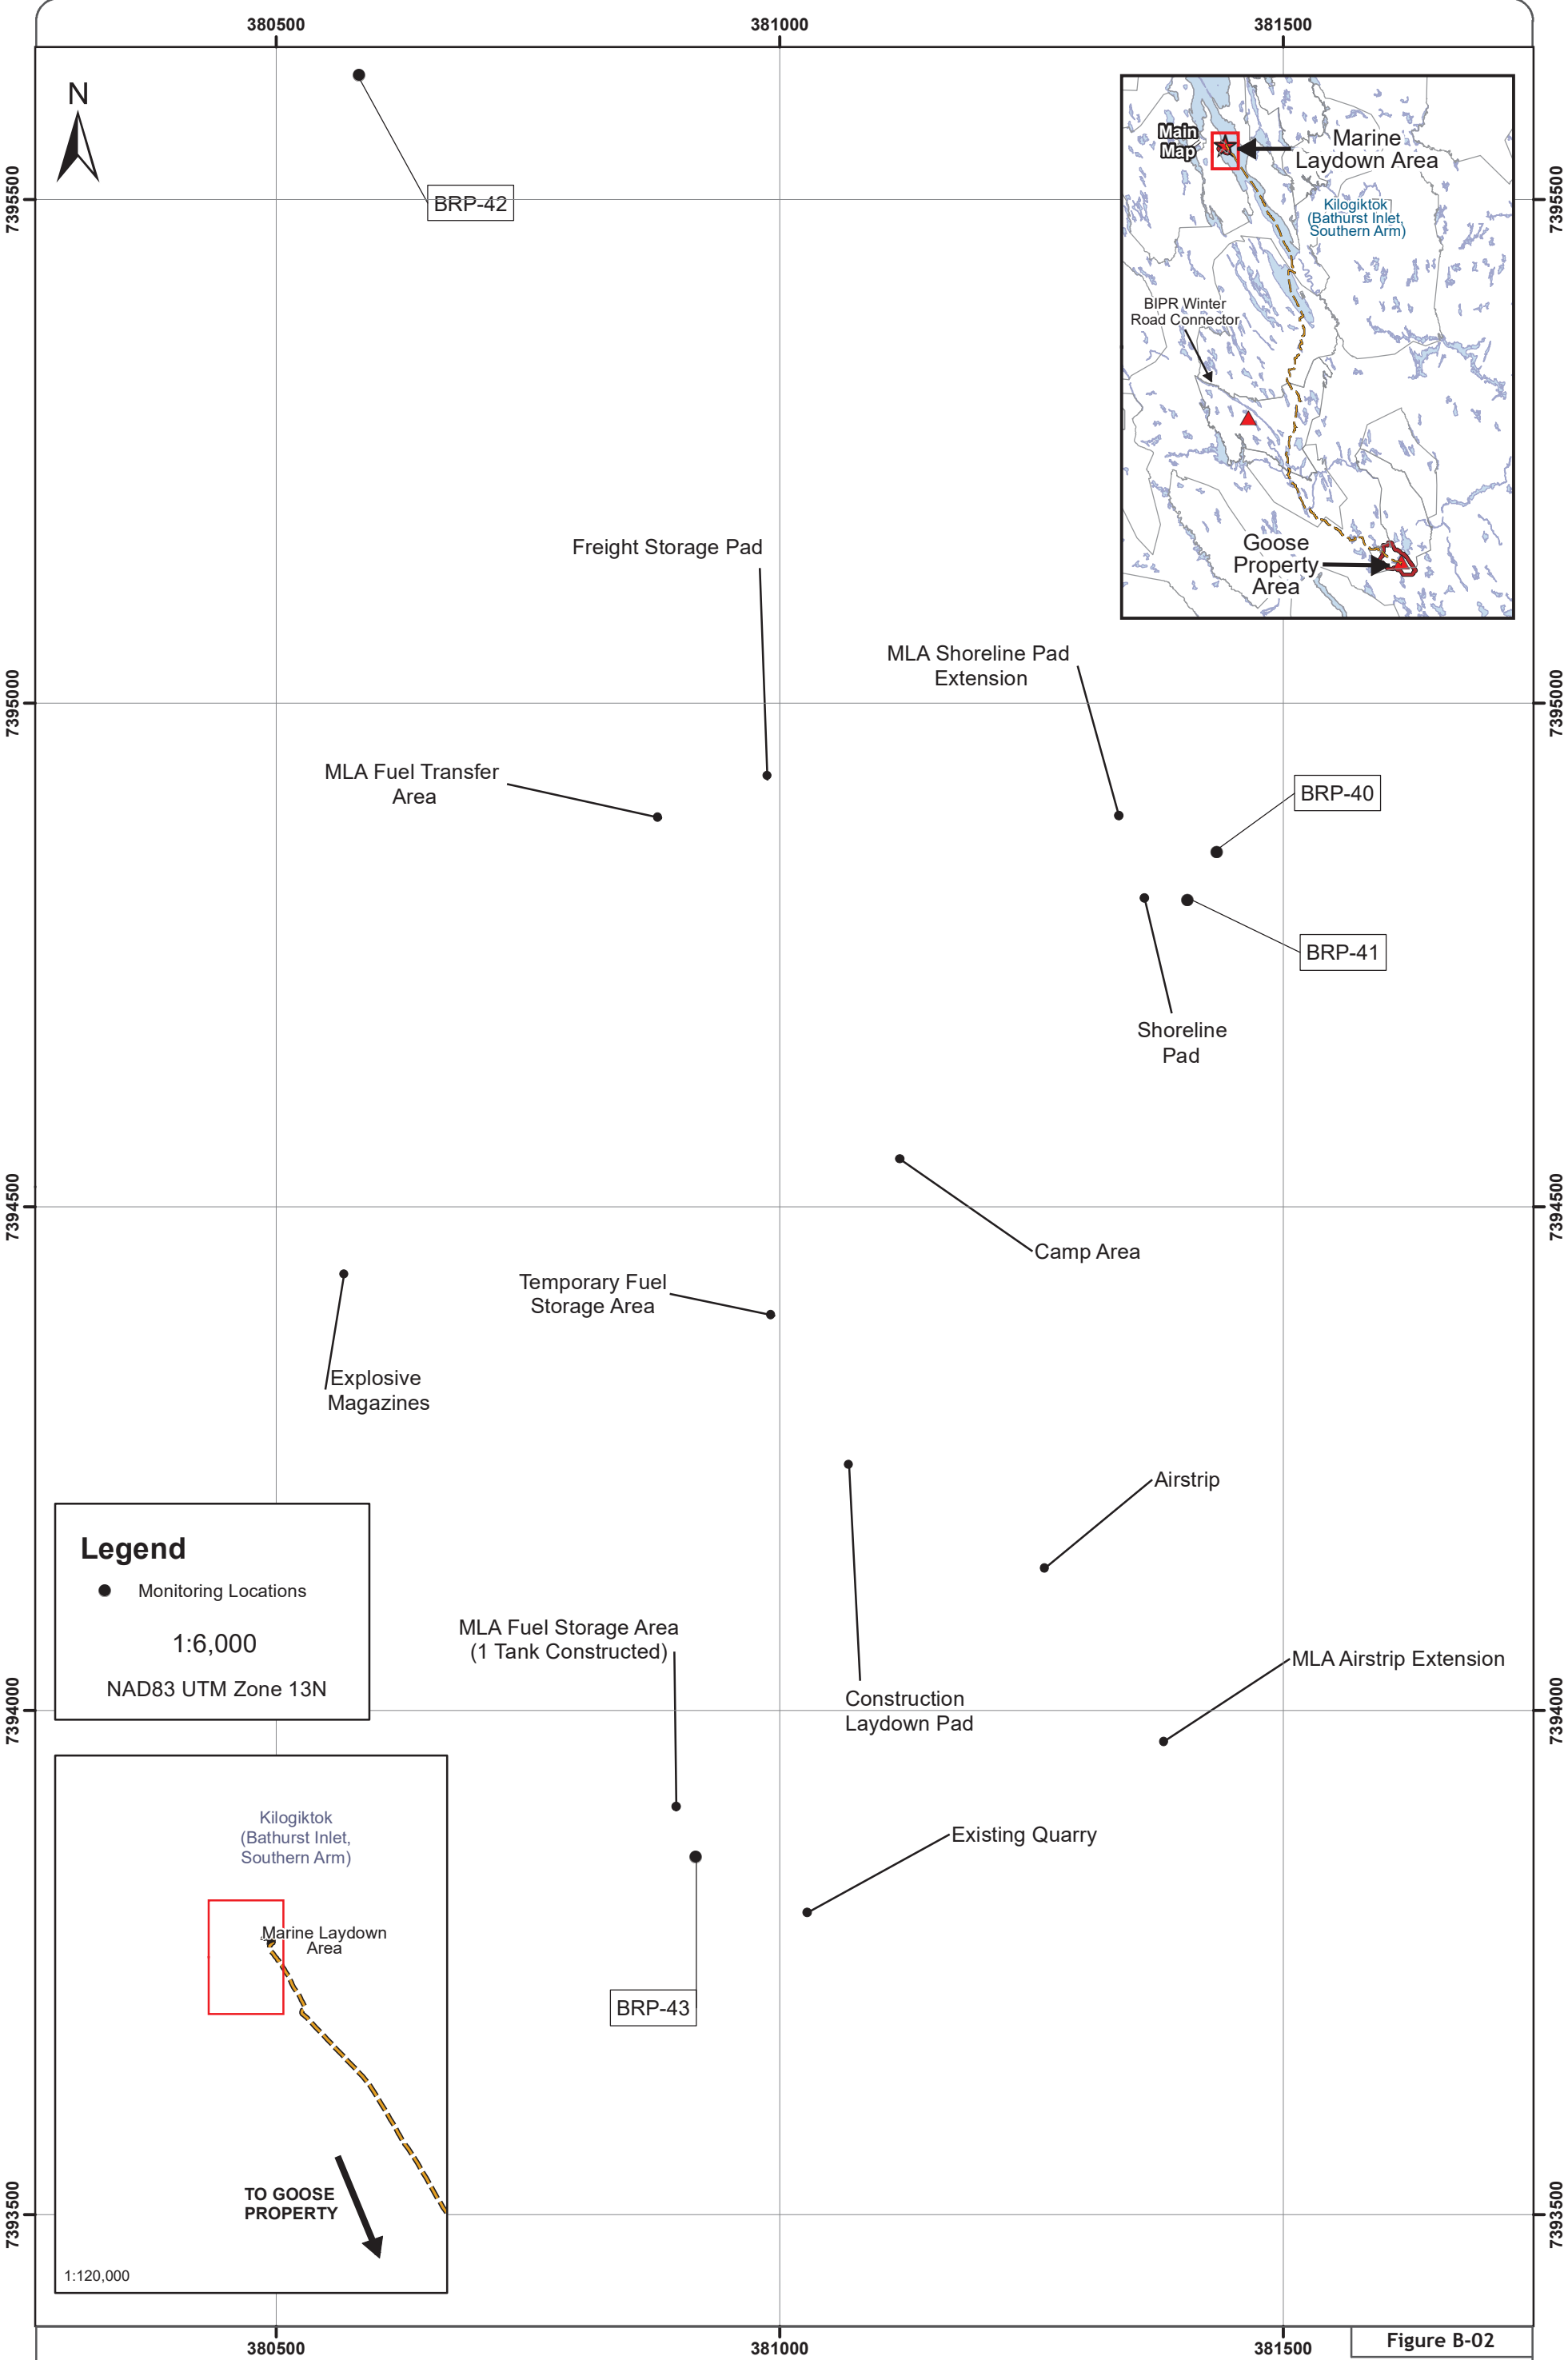 380500
381000
381500
N
BRP-42
7395500
7395500
Main
Map
Marine
Laydown Area
Kilogiktok
(Bathurst Inlet,
Southern Arm)
BIPR Winter
Road Connector
Goose
Property
Area
Freight Storage Pad
MLA Shoreline Pad
Extension
7395000
7395000
MLA Fuel Transfer
Area
BRP-40
BRP-41
Shoreline
Pad
7394500
7394500
Camp Area
Temporary Fuel
Storage Area
Explosive
Magazines
Airstrip
Legend
Monitoring Locations
1:6,000
NAD83 UTM Zone 13N
MLA Fuel Storage Area
(1 Tank Constructed)
MLA Airstrip Extension
Construction
Laydown Pad
7394000
7394000
Kilogiktok
(Bathurst Inlet,
Southern Arm)
Existing Quarry
Marine Laydown
Area
BRP-43
TO GOOSE
PROPERTY
1:120,000
7393500
7393500
380500
381000
381500
Figure B-02